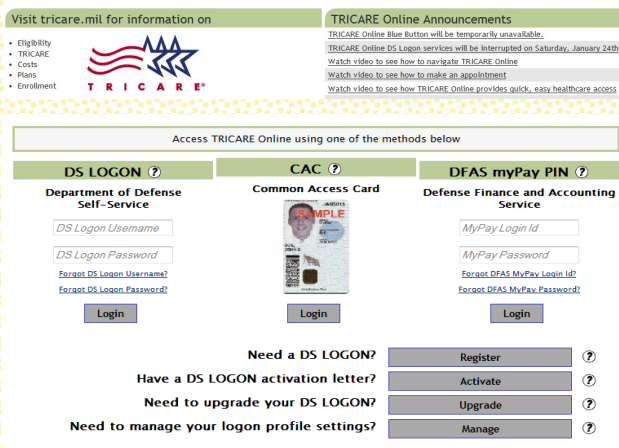 Visit tricare.mil for information on
Eligibility
TRICARE
Costs
Plans
Enrollment
TRICARE®
TRICARE Online Announcements
TRICARE Online Blue Button will be temporarily unavailable.
TRICARE Online DS Logon services will be interrupted on Saturday, January 24th
Watch video to see how to navigate TRICARE Online
Watch video to see how to make an appointment
Watch video to see how TRICARE Online provides quick, easy healthcare access
Access TRICARE Online using one of the methods below
DS LOGON ?
Department of Defense
Self-Service
DS Logon Username
DS Logon Password
Forgot DS Logon Username?
Forgot DS Logon Password?
Login
CAC ?
Common Access Card
SAMPLE
Login
DFAS myPay PIN ?
Defense Finance and Accounting
Service
MyPay Login Id
MyPay Password
Forgot DFAS MyPay Login Id?
Forgot DFAS MyPay Password?
Login
Need a DS LOGON? Register ?
Have a DS LOGON activation letter? Activate ?
Need to upgrade your DS LOGON? Upgrade ?
Need to manage your logon profile settings? Manage ?